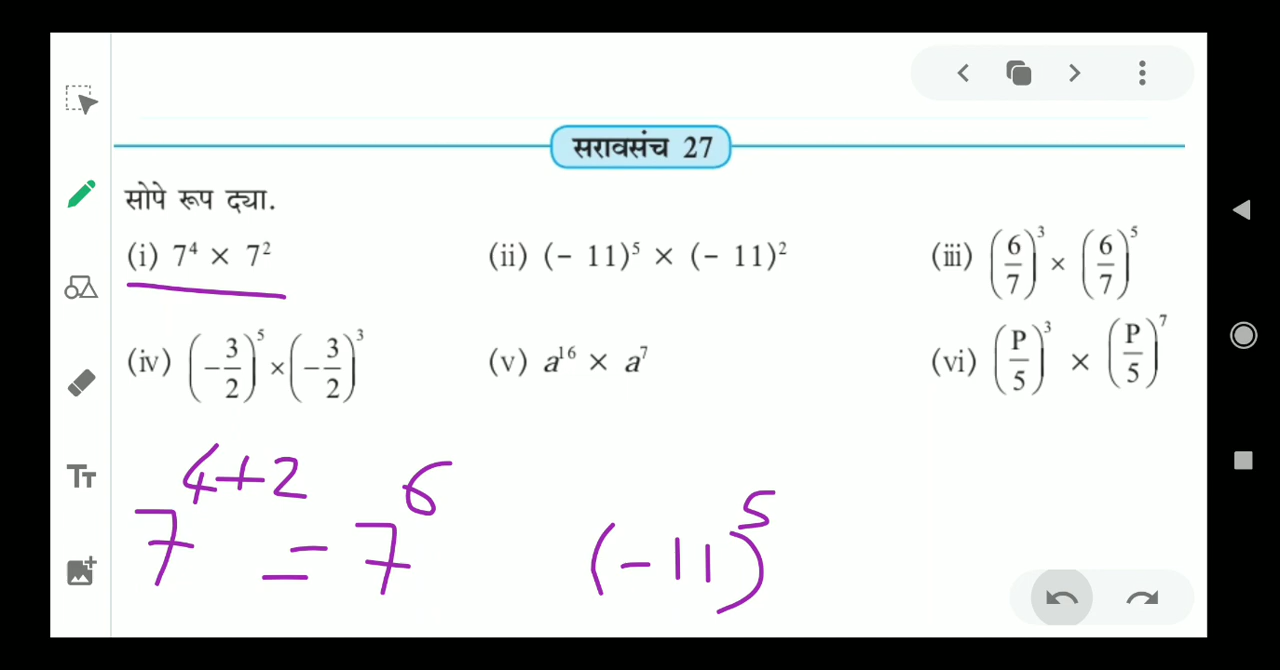 सरावसंच 27
सोपे रूप द्या.
(i) 7⁴ × 7² (ii) (− 11)⁵ × (− 11)² (iii) (6/7)³ × (6/7)⁵
(iv) (−3/2)⁵ × (−3/2)³ (v) a¹⁶ × a⁷ (vi) (P/5)³ × (P/5)⁷
7⁴⁺² = 7⁶ (−11)⁵
Tт